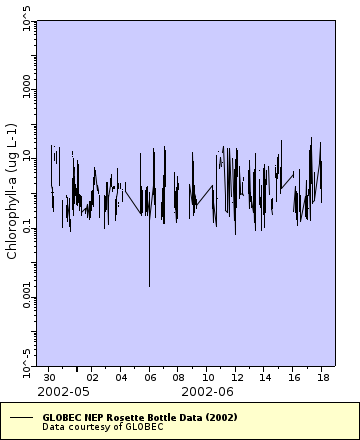 Chlorophyll-a (ug L-1)
10^5
1000
10
0.1
0.001
10^-5
30 02 04 06 08 10 12 14 16 18
2002-05 2002-06
GLOBEC NEP Rosette Bottle Data (2002)
Data courtesy of GLOBEC